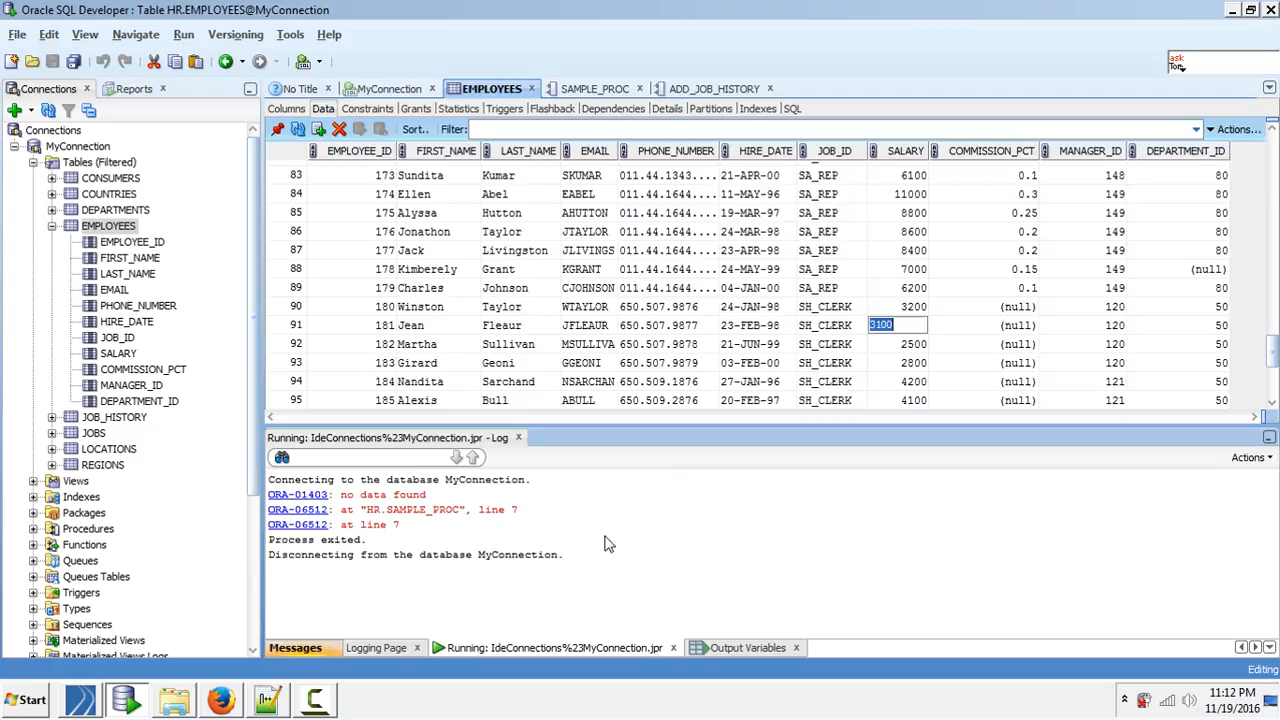 Oracle SQL Developer : Table HR.EMPLOYEES@MyConnection
File Edit View Navigate Run Versioning Tools Help
ask Tom
Connections Reports
No Title MyConnection EMPLOYEES SAMPLE_PROC ADD_JOB_HISTORY
Columns Data Constraints Grants Statistics Triggers Flashback Dependencies Details Partitions Indexes SQL
Sort.. Filter: Actions...
EMPLOYEE_ID FIRST_NAME LAST_NAME EMAIL PHONE_NUMBER HIRE_DATE JOB_ID SALARY COMMISSION_PCT MANAGER_ID DEPARTMENT_ID
83 173 Sundita Kumar SKUMAR 011.44.1343.... 21-APR-00 SA_REP 6100 0.1 148 80
84 174 Ellen Abel EABEL 011.44.1644.... 11-MAY-96 SA_REP 11000 0.3 149 80
85 175 Alyssa Hutton AHUTTON 011.44.1644.... 19-MAR-97 SA_REP 8800 0.25 149 80
86 176 Jonathon Taylor JTAYLOR 011.44.1644.... 24-MAR-98 SA_REP 8600 0.2 149 80
87 177 Jack Livingston JLIVINGS 011.44.1644.... 23-APR-98 SA_REP 8400 0.2 149 80
88 178 Kimberely Grant KGRANT 011.44.1644.... 24-MAY-99 SA_REP 7000 0.15 149 (null)
89 179 Charles Johnson CJOHNSON 011.44.1644.... 04-JAN-00 SA_REP 6200 0.1 149 80
90 180 Winston Taylor WTAYLOR 650.507.9876 24-JAN-98 SH_CLERK 3200 (null) 120 50
91 181 Jean Fleaur JFLEAUR 650.507.9877 23-FEB-98 SH_CLERK 3100 (null) 120 50
92 182 Martha Sullivan MSULLIVA 650.507.9878 21-JUN-99 SH_CLERK 2500 (null) 120 50
93 183 Girard Geoni GGEONI 650.507.9879 03-FEB-00 SH_CLERK 2800 (null) 120 50
94 184 Nandita Sarchand NSARCHAN 650.509.1876 27-JAN-96 SH_CLERK 4200 (null) 121 50
95 185 Alexis Bull ABULL 650.509.2876 20-FEB-97 SH_CLERK 4100 (null) 121 50
Connections
MyConnection
Tables (Filtered)
CONSUMERS
COUNTRIES
DEPARTMENTS
EMPLOYEES
EMPLOYEE_ID
FIRST_NAME
LAST_NAME
EMAIL
PHONE_NUMBER
HIRE_DATE
JOB_ID
SALARY
COMMISSION_PCT
MANAGER_ID
DEPARTMENT_ID
JOB_HISTORY
JOBS
LOCATIONS
REGIONS
Views
Indexes
Packages
Procedures
Functions
Queues
Queues Tables
Triggers
Types
Sequences
Materialized Views
Materialized Views Logs
Running: IdeConnections%23MyConnection.jpr - Log
Actions
Connecting to the database MyConnection.
ORA-01403: no data found
ORA-06512: at "HR.SAMPLE_PROC", line 7
ORA-06512: at line 7
Process exited.
Disconnecting from the database MyConnection.
Messages Logging Page Running: IdeConnections%23MyConnection.jpr Output Variables
Editing
Start
11:12 PM
11/19/2016